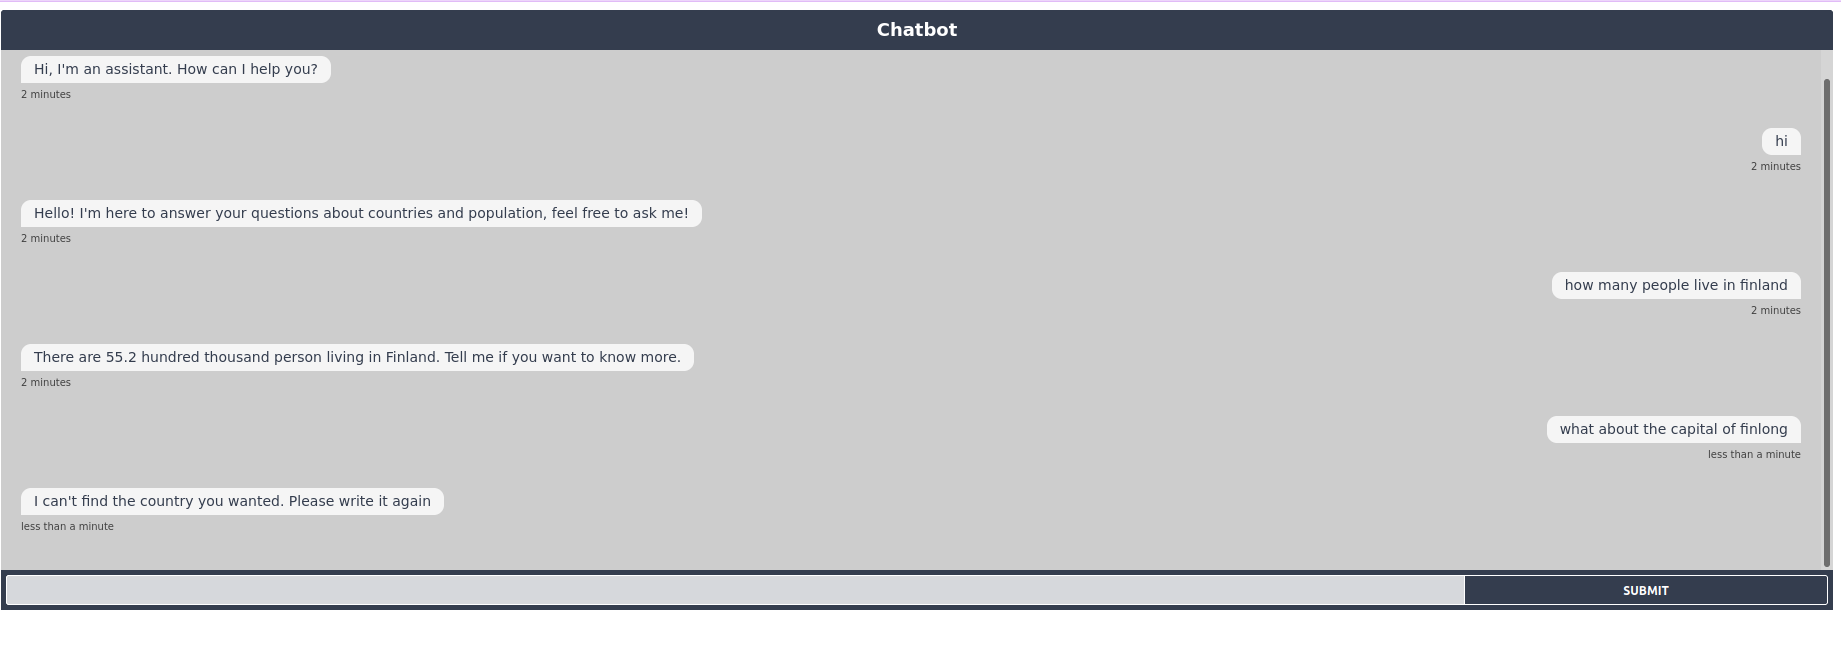 Chatbot
Hi, I'm an assistant. How can I help you?
2 minutes
hi
2 minutes
Hello! I'm here to answer your questions about countries and population, feel free to ask me!
2 minutes
how many people live in finland
2 minutes
There are 55.2 hundred thousand person living in Finland. Tell me if you want to know more.
2 minutes
what about the capital of finlong
less than a minute
I can't find the country you wanted. Please write it again
less than a minute
SUBMIT